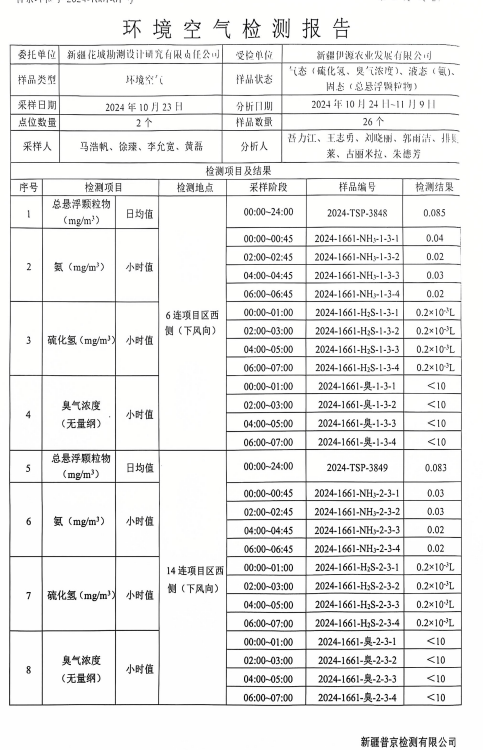 环境空气检测报告
委托单位 新疆花城勘测设计研究有限责任公司 受检单位 新疆伊源农业发展有限公司
样品类型 环境空气 样品状态 气态（硫化氢、臭气浓度）、液态（氨）、
固态（总悬浮颗粒物）
采样日期 2024年10月23日 分析日期 2024年10月24日~11月9日
点位数量 2个 样品数量 26个
采样人 马浩帆、徐臻、李允宽、黄磊 分析人 吾力江、王志勇、刘晓丽、郭雨洁、
莱、古丽米拉、朱德芳
检测项目及结果
序号 检测项目 检测地点 采样阶段 样品编号 检测结果
1 总悬浮颗粒物（mg/m³） 日均值 6连项目区西侧（下风向） 00:00~24:00 2024-TSP-3848 0.085
2 氨（mg/m³） 小时值 00:00~00:45 2024-1661-NH₃-1-3-1 0.04
02:00~02:45 2024-1661-NH₃-1-3-2 0.02
04:00~04:45 2024-1661-NH₃-1-3-3 0.03
06:00~06:45 2024-1661-NH₃-1-3-4 0.02
3 硫化氢（mg/m³） 小时值 00:00~01:00 2024-1661-H₂S-1-3-1 0.2×10⁻³L
02:00~03:00 2024-1661-H₂S-1-3-2 0.2×10⁻³L
04:00~05:00 2024-1661-H₂S-1-3-3 0.2×10⁻³L
06:00~07:00 2024-1661-H₂S-1-3-4 0.2×10⁻³L
4 臭气浓度（无量纲） 小时值 00:00~01:00 2024-1661-臭-1-3-1 ＜10
02:00~03:00 2024-1661-臭-1-3-2 ＜10
04:00~05:00 2024-1661-臭-1-3-3 ＜10
06:00~07:00 2024-1661-臭-1-3-4 ＜10
5 总悬浮颗粒物（mg/m³） 日均值 14连项目区西侧（下风向） 00:00~24:00 2024-TSP-3849 0.083
6 氨（mg/m³） 小时值 00:00~00:45 2024-1661-NH₃-2-3-1 0.03
02:00~02:45 2024-1661-NH₃-2-3-2 0.03
04:00~04:45 2024-1661-NH₃-2-3-3 0.02
06:00~06:45 2024-1661-NH₃-2-3-4 0.02
7 硫化氢（mg/m³） 小时值 00:00~01:00 2024-1661-H₂S-2-3-1 0.2×10⁻³L
02:00~03:00 2024-1661-H₂S-2-3-2 0.2×10⁻³L
04:00~05:00 2024-1661-H₂S-2-3-3 0.2×10⁻³L
06:00~07:00 2024-1661-H₂S-2-3-4 0.2×10⁻³L
8 臭气浓度（无量纲） 小时值 00:00~01:00 2024-1661-臭-2-3-1 ＜10
02:00~03:00 2024-1661-臭-2-3-2 ＜10
04:00~05:00 2024-1661-臭-2-3-3 ＜10
06:00~07:00 2024-1661-臭-2-3-4 ＜10
新疆普京检测有限公司